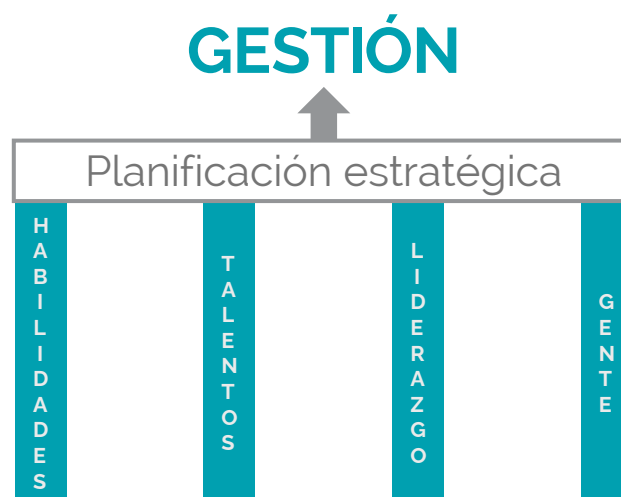 GESTIÓN
Planificación estratégica
HABILIDADES
TALENTOS
LIDERAZGO
GENTE